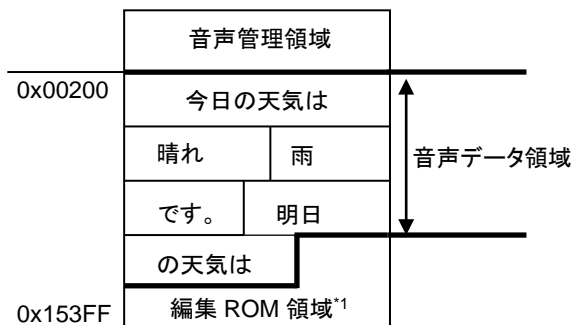 音声管理領域
0x00200
今日の天気は
晴れ
雨
音声データ領域
です。
明日
の天気は
0x153FF
編集 ROM 領域*1